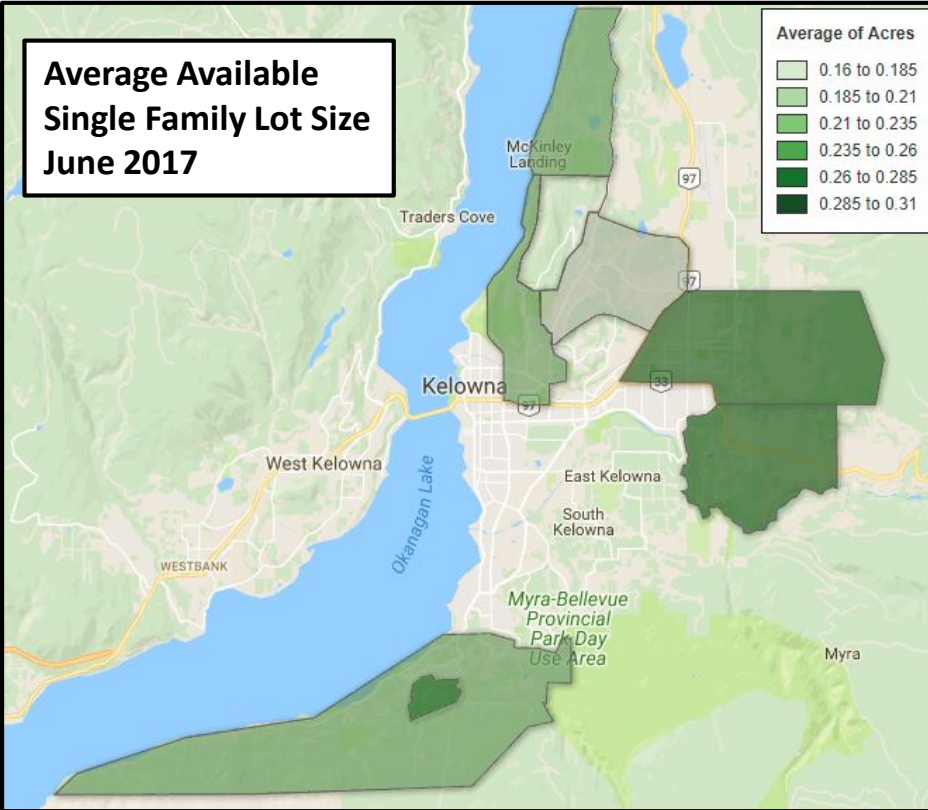 Average Available
Single Family Lot Size
June 2017
Average of Acres
0.16 to 0.185
0.185 to 0.21
0.21 to 0.235
0.235 to 0.26
0.26 to 0.285
0.285 to 0.31
McKinley
Landing
97
Traders Cove
97
33
Kelowna
97
West Kelowna
East Kelowna
Okanagan Lake
South
Kelowna
WESTBANK
Myra-Bellevue
Provincial
Park Day
Use Area
Myra